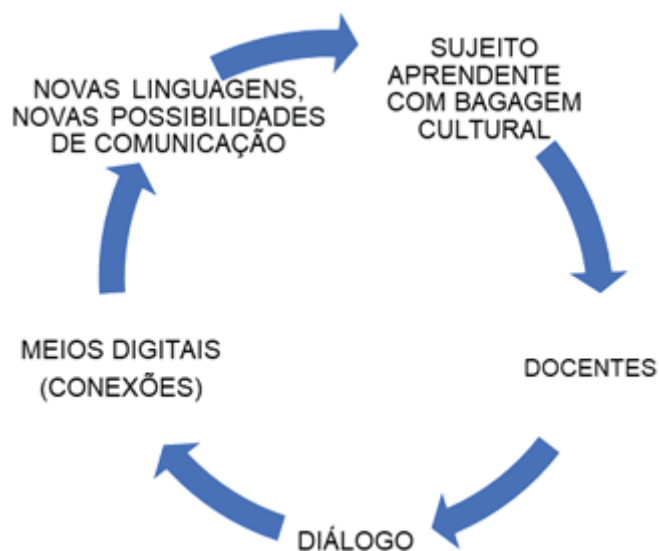 SUJEITO
APRENDENTE
COM BAGAGEM
CULTURAL
DOCENTES
DIÁLOGO
MEIOS DIGITAIS
(CONEXÕES)
NOVAS LINGUAGENS,
NOVAS POSSIBILIDADES
DE COMUNICAÇÃO